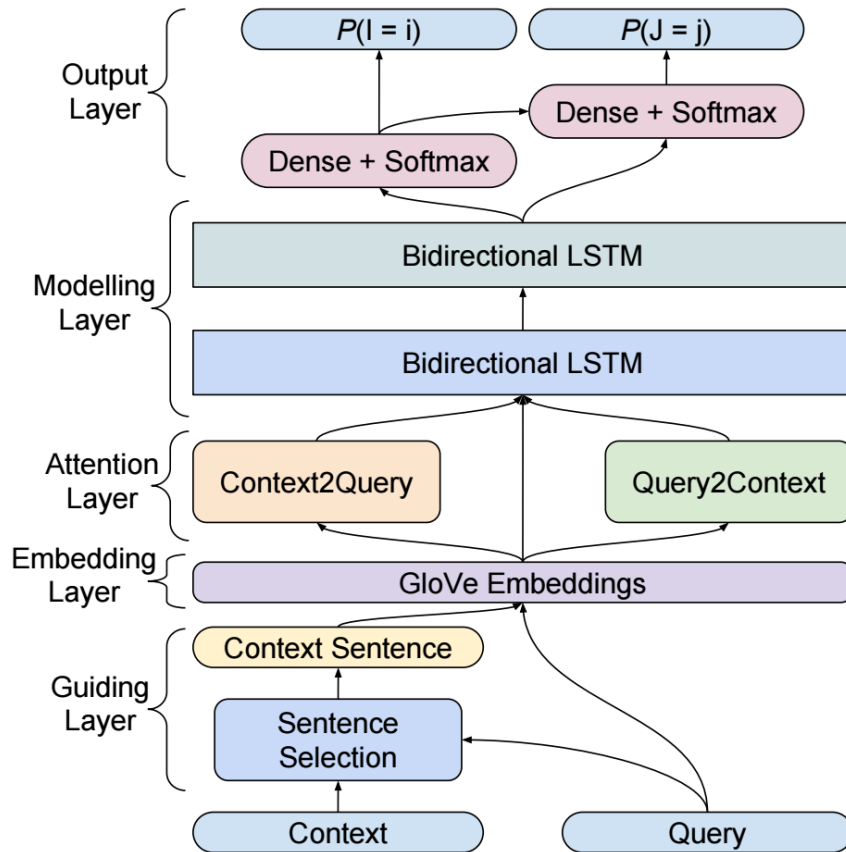 P(I = i)
P(J = j)
Output
Layer
Dense + Softmax
Dense + Softmax
Bidirectional LSTM
Modelling
Layer
Bidirectional LSTM
Attention
Layer
Context2Query
Query2Context
Embedding
Layer
GloVe Embeddings
Context Sentence
Guiding
Layer
Sentence
Selection
Context
Query